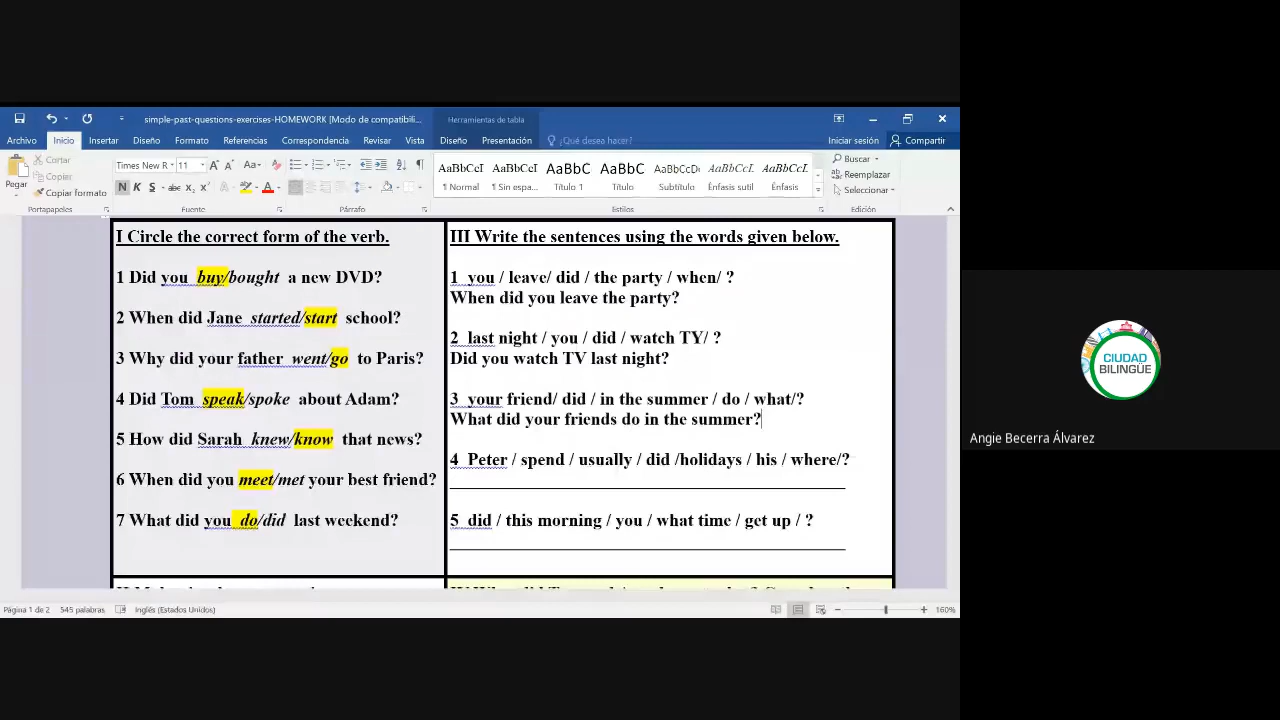 simple-past-questions-exercises-HOMEWORK [Modo de compatibili...
Herramientas de tabla
Archivo Inicio Insertar Diseño Formato Referencias Correspondencia Revisar Vista Diseño Presentación ¿Qué desea hacer? Iniciar sesión Compartir
Pegar
Cortar
Copiar
Copiar formato
Portapapeles
Times New R 11
N K S abc x₂ x²
Fuente
Párrafo
AaBbCcI AaBbCcI AaBbC AaBbC AaBbCcD AaBbCcI AaBbCcI
¶ Normal ¶ Sin espa... Título 1 Título Subtítulo Énfasis sutil Énfasis
Estilos
Buscar
Reemplazar
Seleccionar
Edición
I Circle the correct form of the verb.
1 Did you buy/bought a new DVD?
2 When did Jane started/start school?
3 Why did your father went/go to Paris?
4 Did Tom speak/spoke about Adam?
5 How did Sarah knew/know that news?
6 When did you meet/met your best friend?
7 What did you do/did last weekend?
III Write the sentences using the words given below.
1 you / leave/ did / the party / when/ ?
When did you leave the party?
2 last night / you / did / watch TY/ ?
Did you watch TV last night?
3 your friend/ did / in the summer / do / what/?
What did your friends do in the summer?
4 Peter / spend / usually / did /holidays / his / where/?
5 did / this morning / you / what time / get up / ?
Página 1 de 2 545 palabras Inglés (Estados Unidos) 160%
CIUDAD
BILINGÜE
Angie Becerra Álvarez